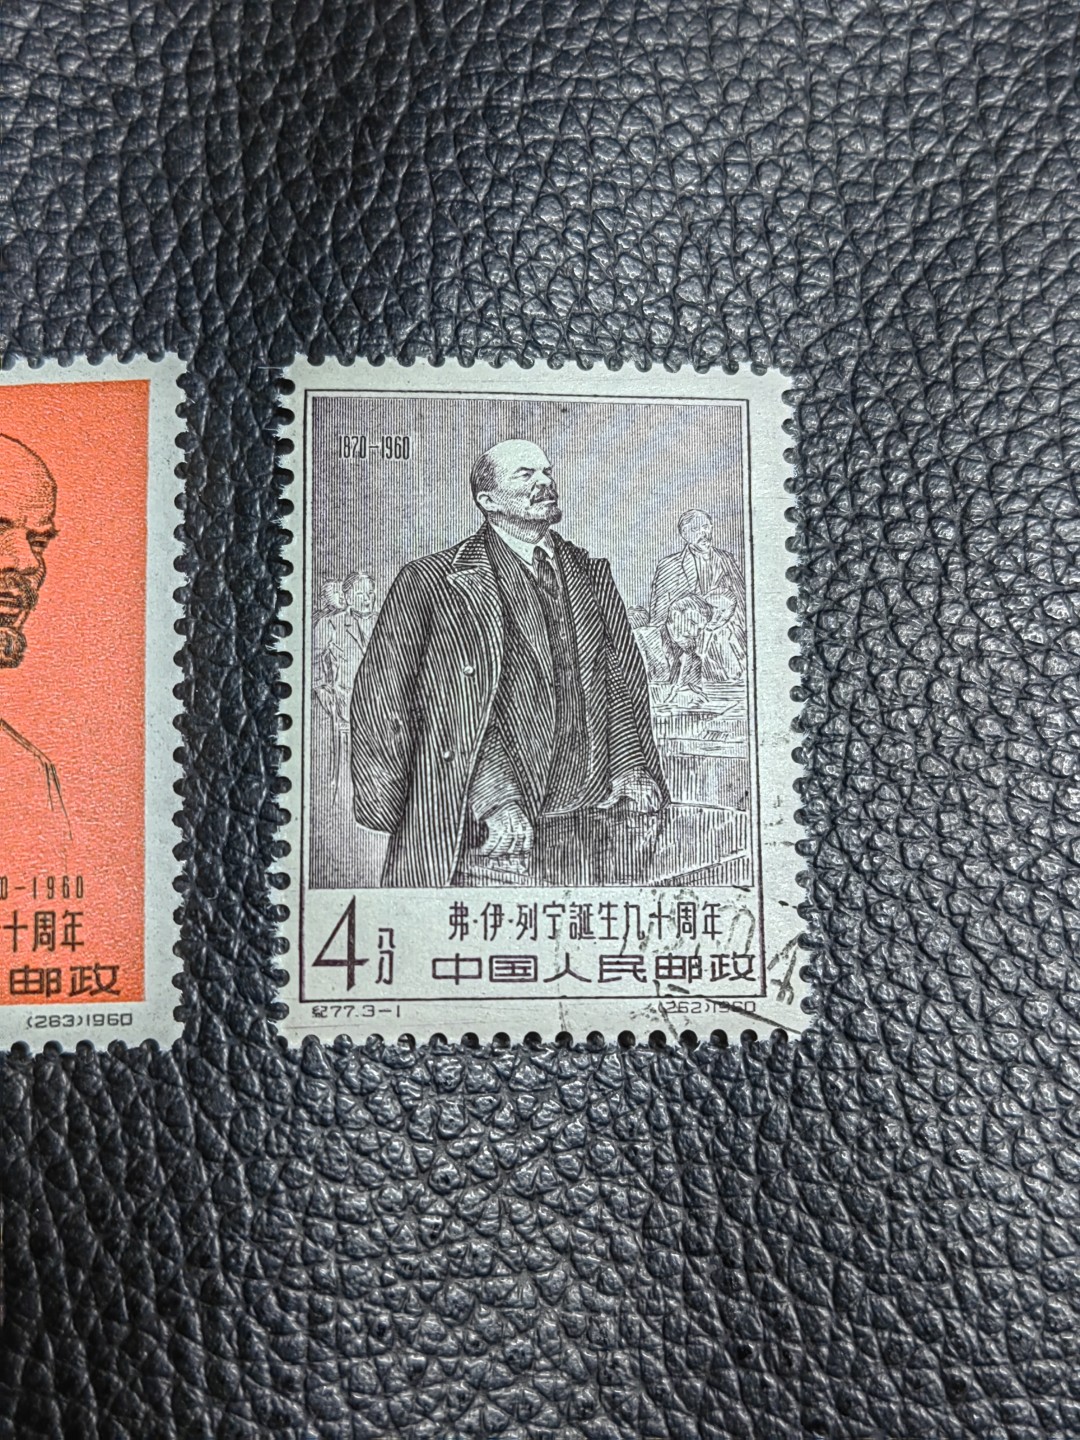 0-1960
十周年
邮政
(263)1960
1870-1960
4分
弗·伊·列宁誕生九十周年
中国人民邮政
紀77.3-1
(262)1960